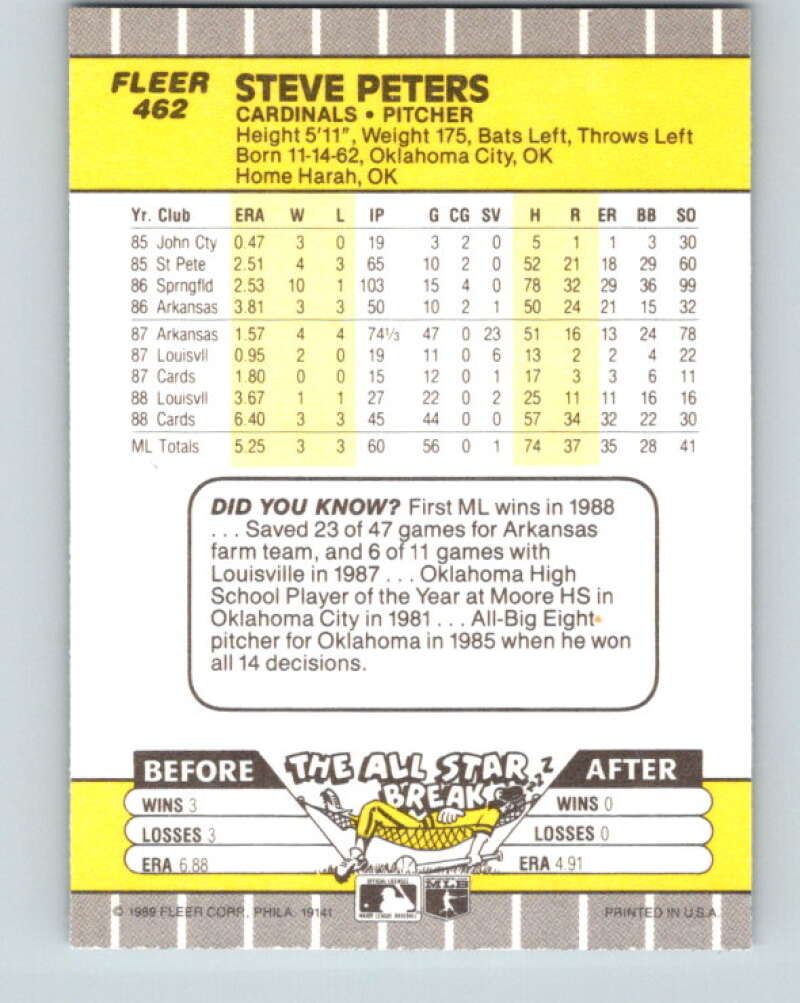 FLEER
462
STEVE PETERS
CARDINALS • PITCHER
Height 5'11", Weight 175, Bats Left, Throws Left
Born 11-14-62, Oklahoma City, OK
Home Harah, OK
Yr. Club ERA W L IP G CG SV H R ER BB SO
85 John Cty 0.47 3 0 19 3 2 0 5 1 1 3 30
85 St Pete 2.51 4 3 65 10 2 0 52 21 18 29 60
86 Sprngfld 2.53 10 1 103 15 4 0 78 32 29 36 99
86 Arkansas 3.81 3 3 50 10 2 1 50 24 21 15 32
87 Arkansas 1.57 4 4 74⅓ 47 0 23 51 16 13 24 78
87 Louisvll 0.95 2 0 19 11 0 6 13 2 2 4 22
87 Cards 1.80 0 0 15 12 0 1 17 3 3 6 11
88 Louisvll 3.67 1 1 27 22 0 2 25 11 11 16 16
88 Cards 6.40 3 3 45 44 0 0 57 34 32 22 30
ML Totals 5.25 3 3 60 56 0 1 74 37 35 28 41
DID YOU KNOW? First ML wins in 1988
. . . Saved 23 of 47 games for Arkansas
farm team, and 6 of 11 games with
Louisville in 1987 . . . Oklahoma High
School Player of the Year at Moore HS in
Oklahoma City in 1981 . . . All-Big Eight
pitcher for Oklahoma in 1985 when he won
all 14 decisions.
BEFORE THE ALL STAR BREAK ZZZ AFTER
WINS 3 WINS 0
LOSSES 3 LOSSES 0
ERA 6.88 ERA 4.91
OFFICIAL LICENSEE
MAJOR LEAGUE BASEBALL
MLB
© 1989 FLEER CORP., PHILA. 19141 PRINTED IN U.S.A.